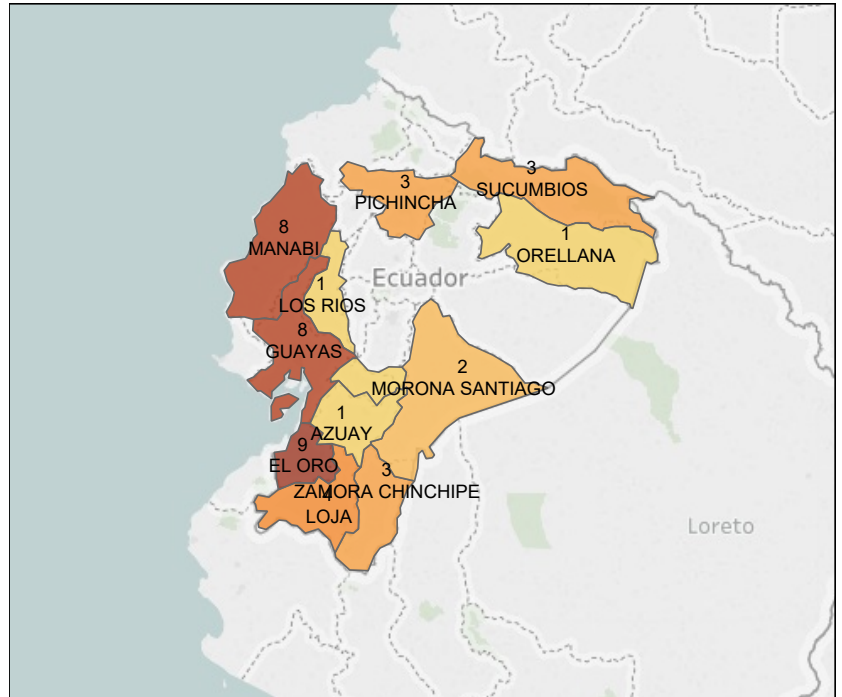 3
SUCUMBIOS
3
PICHINCHA
8
MANABI
1
ORELLANA
Ecuador
1
LOS RIOS
8
GUAYAS
2
MORONA SANTIAGO
1
AZUAY
9
EL ORO
3
ZAMORA CHINCHIPE
4
LOJA
Loreto